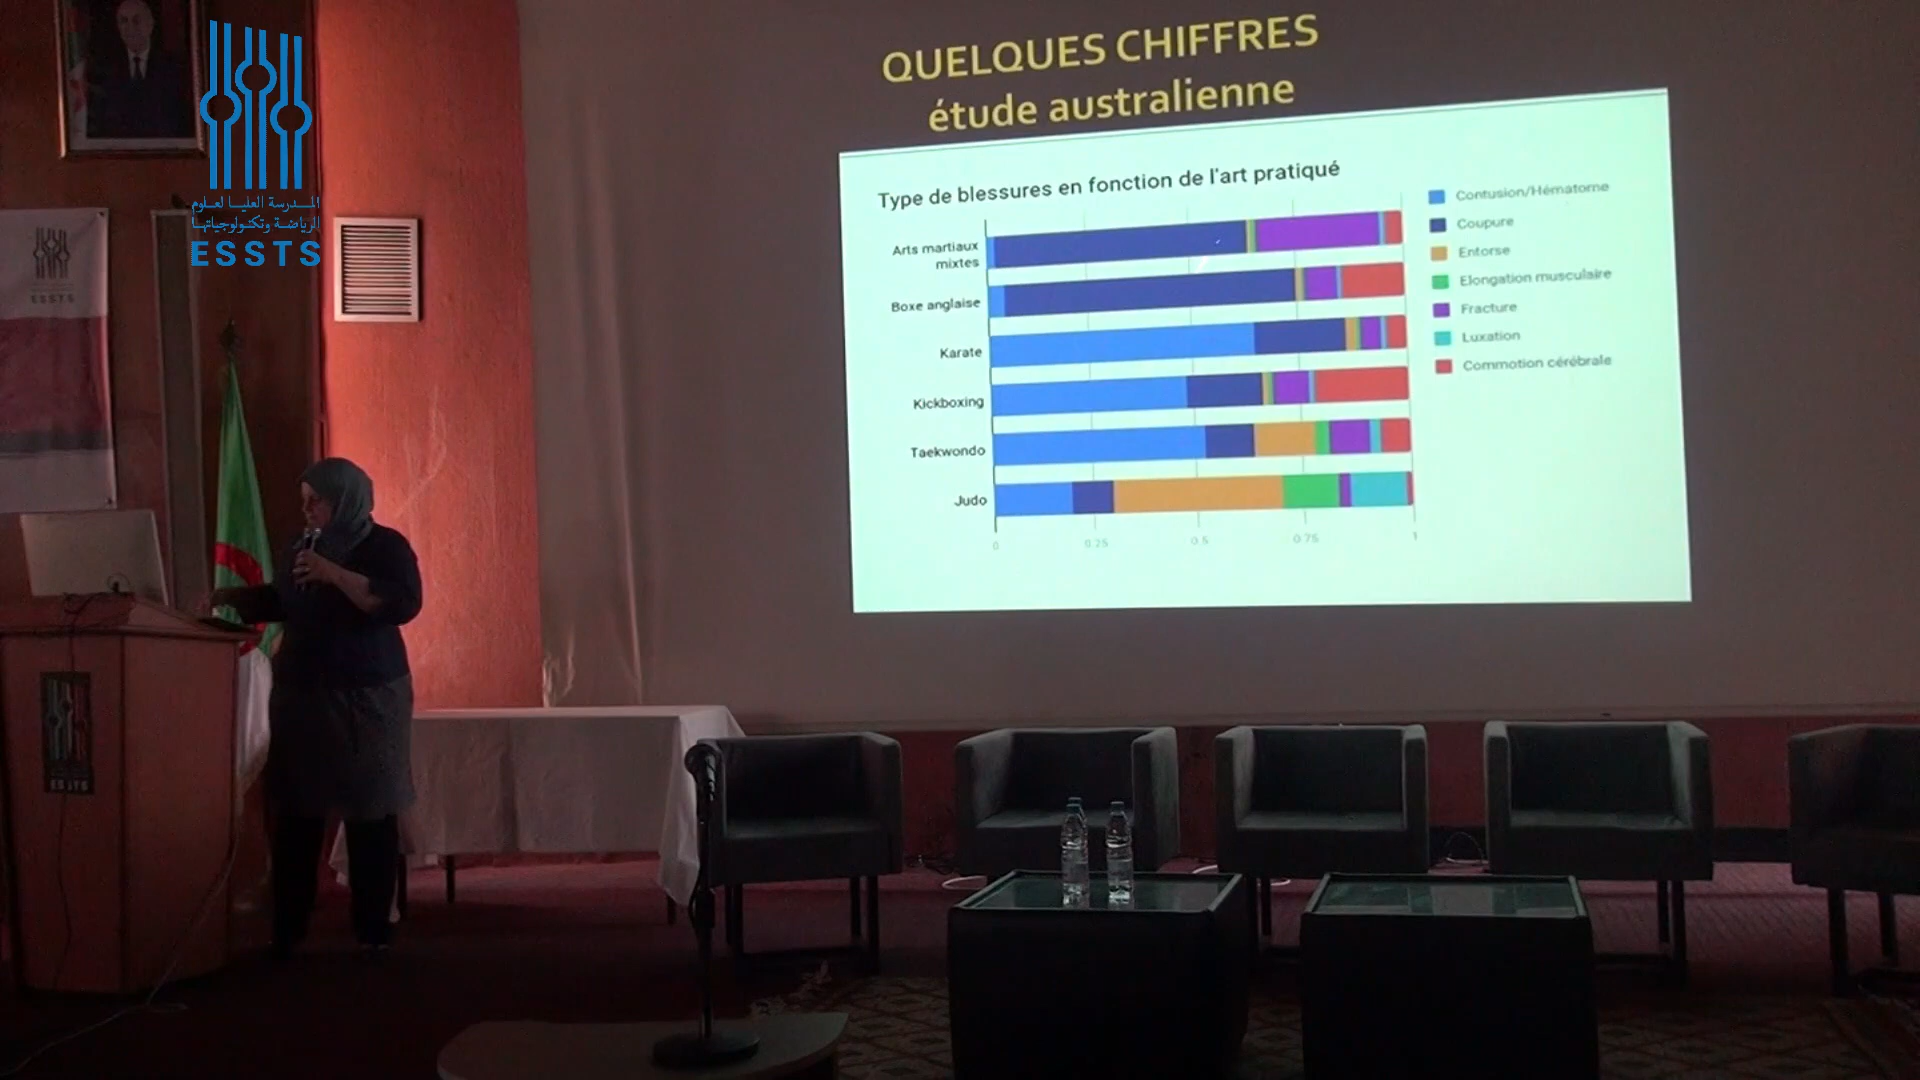 المدرسة العليا لعلوم
الرياضة وتكنولوجياتها
ESSTS
ESSTS
ESSTS
QUELQUES CHIFFRES
étude australienne
Type de blessures en fonction de l'art pratiqué
Arts martiaux
mixtes
Boxe anglaise
Karate
Kickboxing
Taekwondo
Judo
0
0.25
0.5
0.75
1
Contusion/Hématome
Coupure
Entorse
Elongation musculaire
Fracture
Luxation
Commotion cérébrale